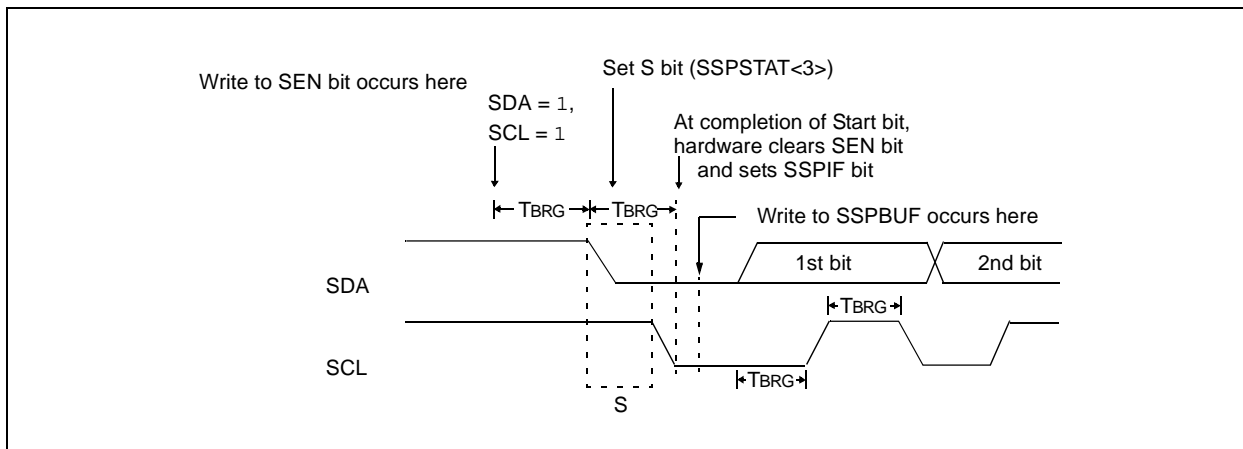 Write to SEN bit occurs here
Set S bit (SSPSTAT<3>)
SDA = 1,
SCL = 1
At completion of Start bit,
hardware clears SEN bit
and sets SSPIF bit
TBRG
TBRG
Write to SSPBUF occurs here
SDA
1st bit
2nd bit
TBRG
SCL
TBRG
S